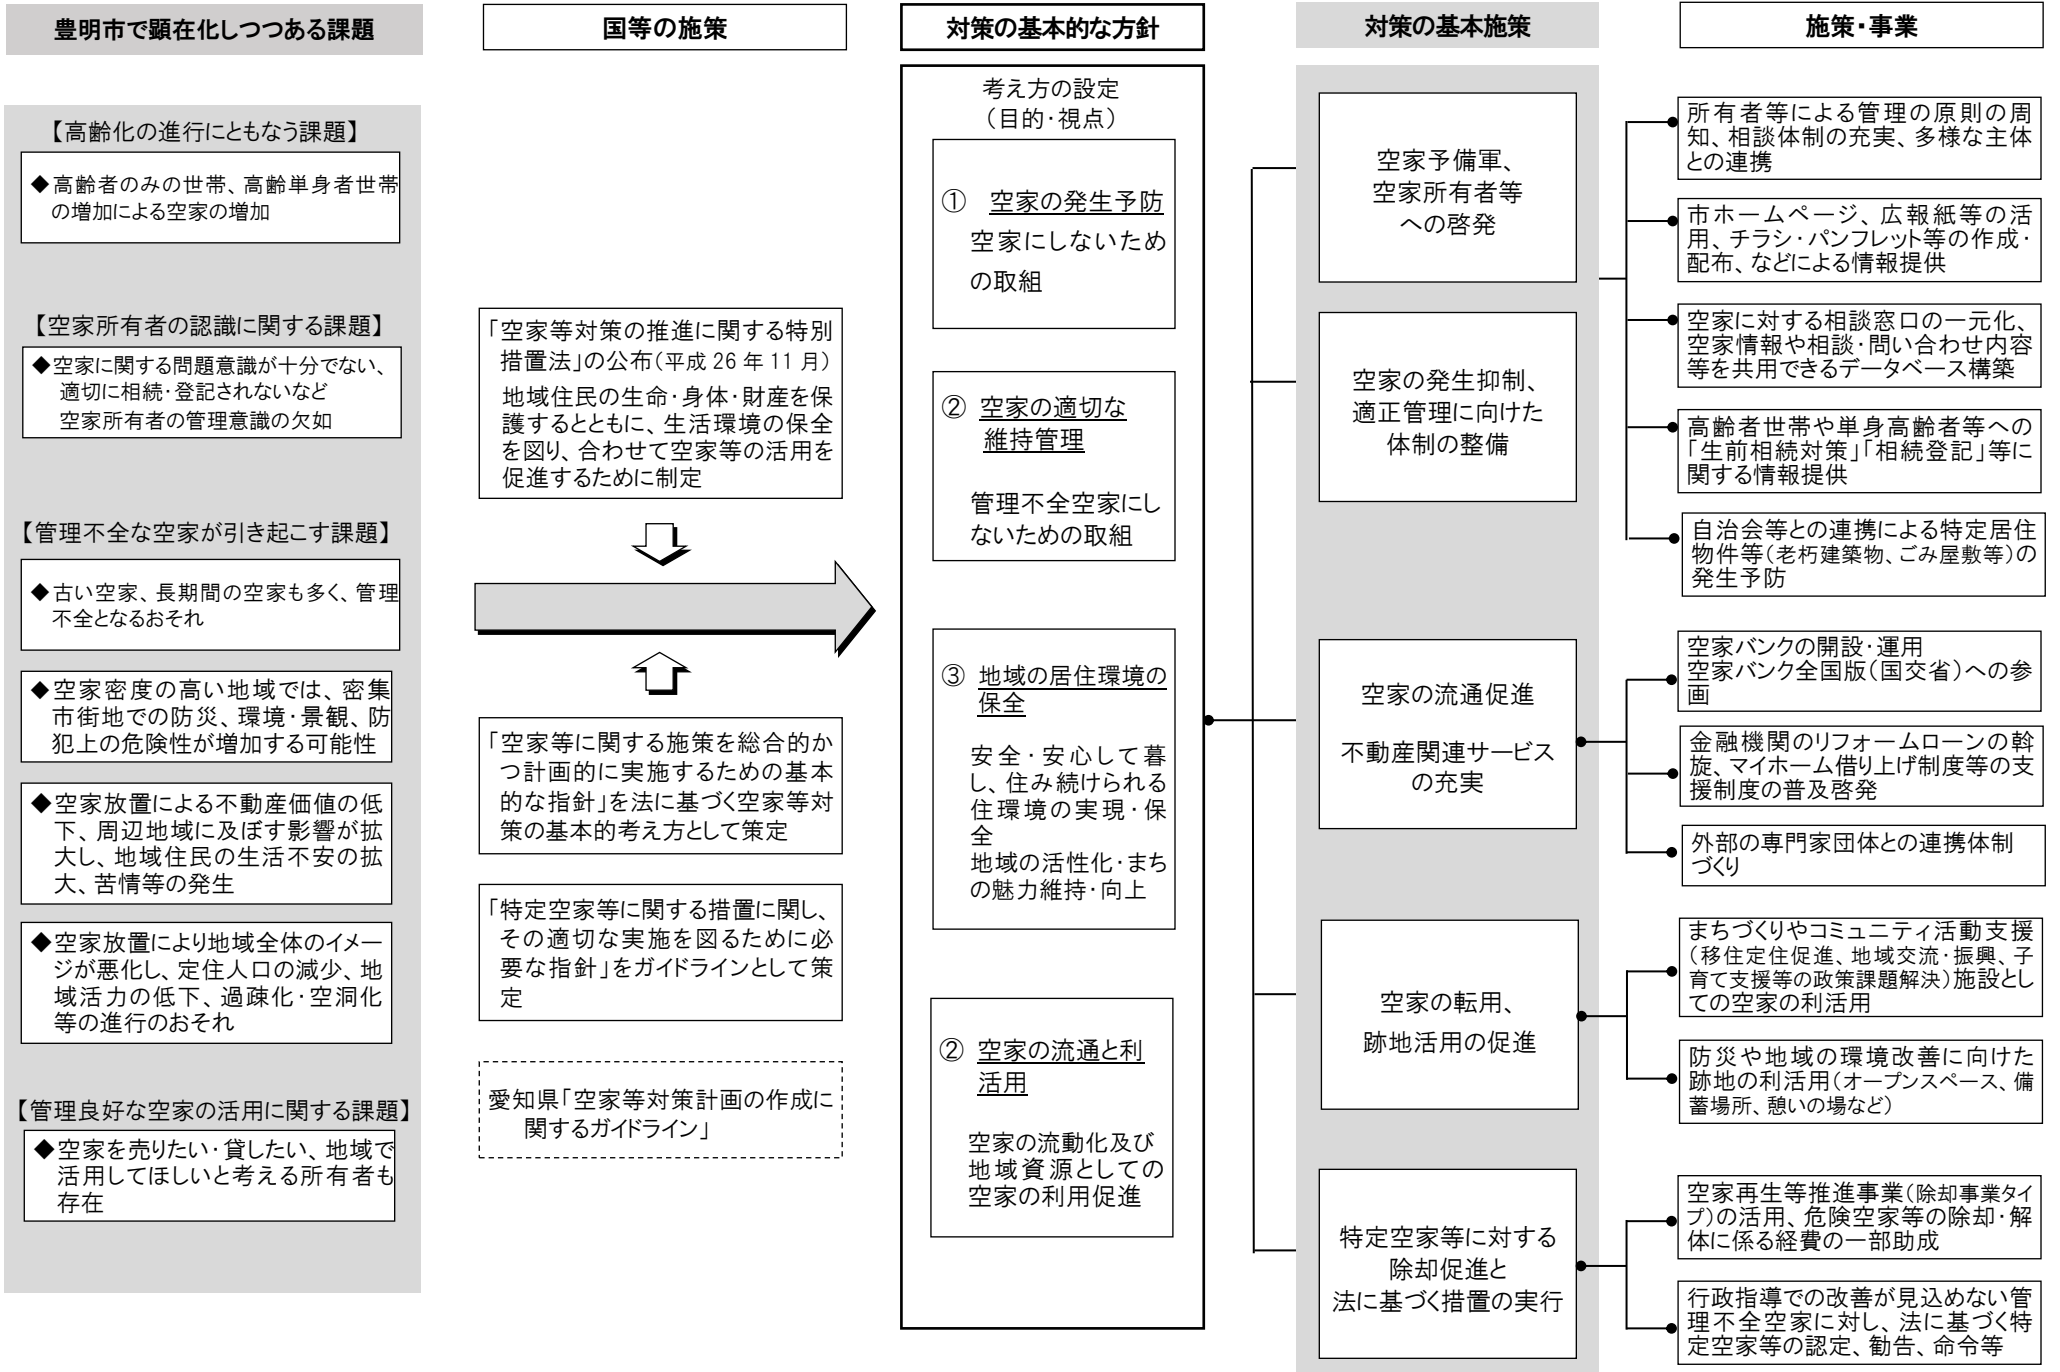 豊明市で顕在化しつつある課題
【高齢化の進行にともなう課題】
◆高齢者のみの世帯、高齢単身者世帯
の増加による空家の増加
【空家所有者の認識に関する課題】
◆空家に関する問題意識が十分でない、
適切に相続・登記されないなど
空家所有者の管理意識の欠如
【管理不全な空家が引き起こす課題】
◆古い空家、長期間の空家も多く、管理
不全となるおそれ
◆空家密度の高い地域では、密集
市街地での防災、環境・景観、防
犯上の危険性が増加する可能性
◆空家放置による不動産価値の低
下、周辺地域に及ぼす影響が拡
大し、地域住民の生活不安の拡
大、苦情等の発生
◆空家放置により地域全体のイメー
ジが悪化し、定住人口の減少、地
域活力の低下、過疎化・空洞化
等の進行のおそれ
【管理良好な空家の活用に関する課題】
◆空家を売りたい・貸したい、地域で
活用してほしいと考える所有者も
存在
国等の施策
「空家等対策の推進に関する特別
措置法」の公布(平成 26 年 11 月)
地域住民の生命・身体・財産を保
護するとともに、生活環境の保全
を図り、合わせて空家等の活用を
促進するために制定
「空家等に関する施策を総合的か
つ計画的に実施するための基本
的な指針」を法に基づく空家等対
策の基本的考え方として策定
「特定空家等に関する措置に関し、
その適切な実施を図るために必
要な指針」をガイドラインとして策
定
愛知県「空家等対策計画の作成に
関するガイドライン」
対策の基本的な方針
考え方の設定
（目的・視点）
① 空家の発生予防
空家にしないため
の取組
② 空家の適切な
維持管理
管理不全空家にし
ないための取組
③ 地域の居住環境の
保全
安全・安心して暮
し、住み続けられる
住環境の実現・保
全
地域の活性化・まち
の魅力維持・向上
② 空家の流通と利
活用
空家の流動化及び
地域資源としての
空家の利用促進
対策の基本施策
空家予備軍、
空家所有者等
への啓発
空家の発生抑制、
適正管理に向けた
体制の整備
空家の流通促進
不動産関連サービス
の充実
空家の転用、
跡地活用の促進
特定空家等に対する
除却促進と
法に基づく措置の実行
施策・事業
所有者等による管理の原則の周
知、相談体制の充実、多様な主体
との連携
市ホームページ、広報紙等の活
用、チラシ・パンフレット等の作成・
配布、などによる情報提供
空家に対する相談窓口の一元化、
空家情報や相談・問い合わせ内容
等を共用できるデータベース構築
高齢者世帯や単身高齢者等への
「生前相続対策」「相続登記」等に
関する情報提供
自治会等との連携による特定居住
物件等(老朽建築物、ごみ屋敷等)の
発生予防
空家バンクの開設・運用
空家バンク全国版（国交省）への参
画
金融機関のリフォームローンの斡
旋、マイホーム借り上げ制度等の支
援制度の普及啓発
外部の専門家団体との連携体制
づくり
まちづくりやコミュニティ活動支援
(移住定住促進、地域交流・振興、子
育て支援等の政策課題解決)施設とし
ての空家の利活用
防災や地域の環境改善に向けた
跡地の利活用(オープンスペース、備
蓄場所、憩いの場など)
空家再生等推進事業(除却事業タイ
プ)の活用、危険空家等の除却・解
体に係る経費の一部助成
行政指導での改善が見込めない管
理不全空家に対し、法に基づく特
定空家等の認定、勧告、命令等